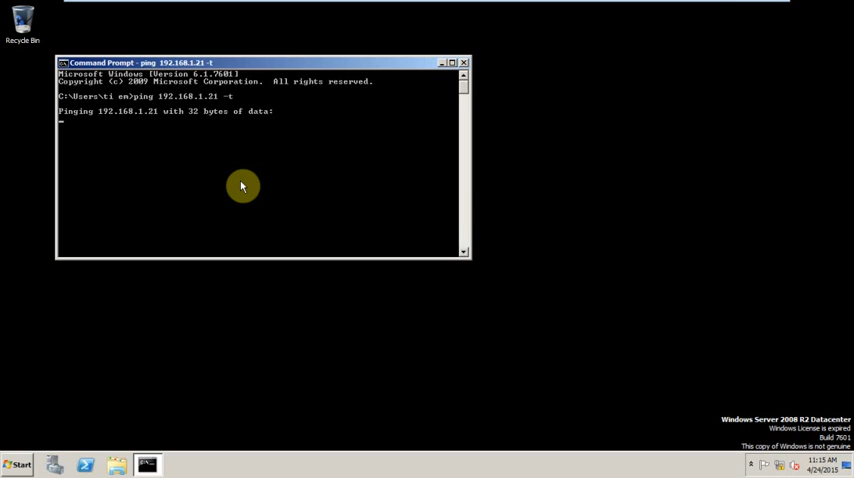 Recycle Bin
Command Prompt - ping 192.168.1.21 -t
Microsoft Windows [Version 6.1.7601]
Copyright (c) 2009 Microsoft Corporation.  All rights reserved.
C:\Users\ti em>ping 192.168.1.21 -t
Pinging 192.168.1.21 with 32 bytes of data:
Windows Server 2008 R2 Datacenter
Windows License is expired
Build 7601
This copy of Windows is not genuine
Start
11:15 AM
4/24/2015